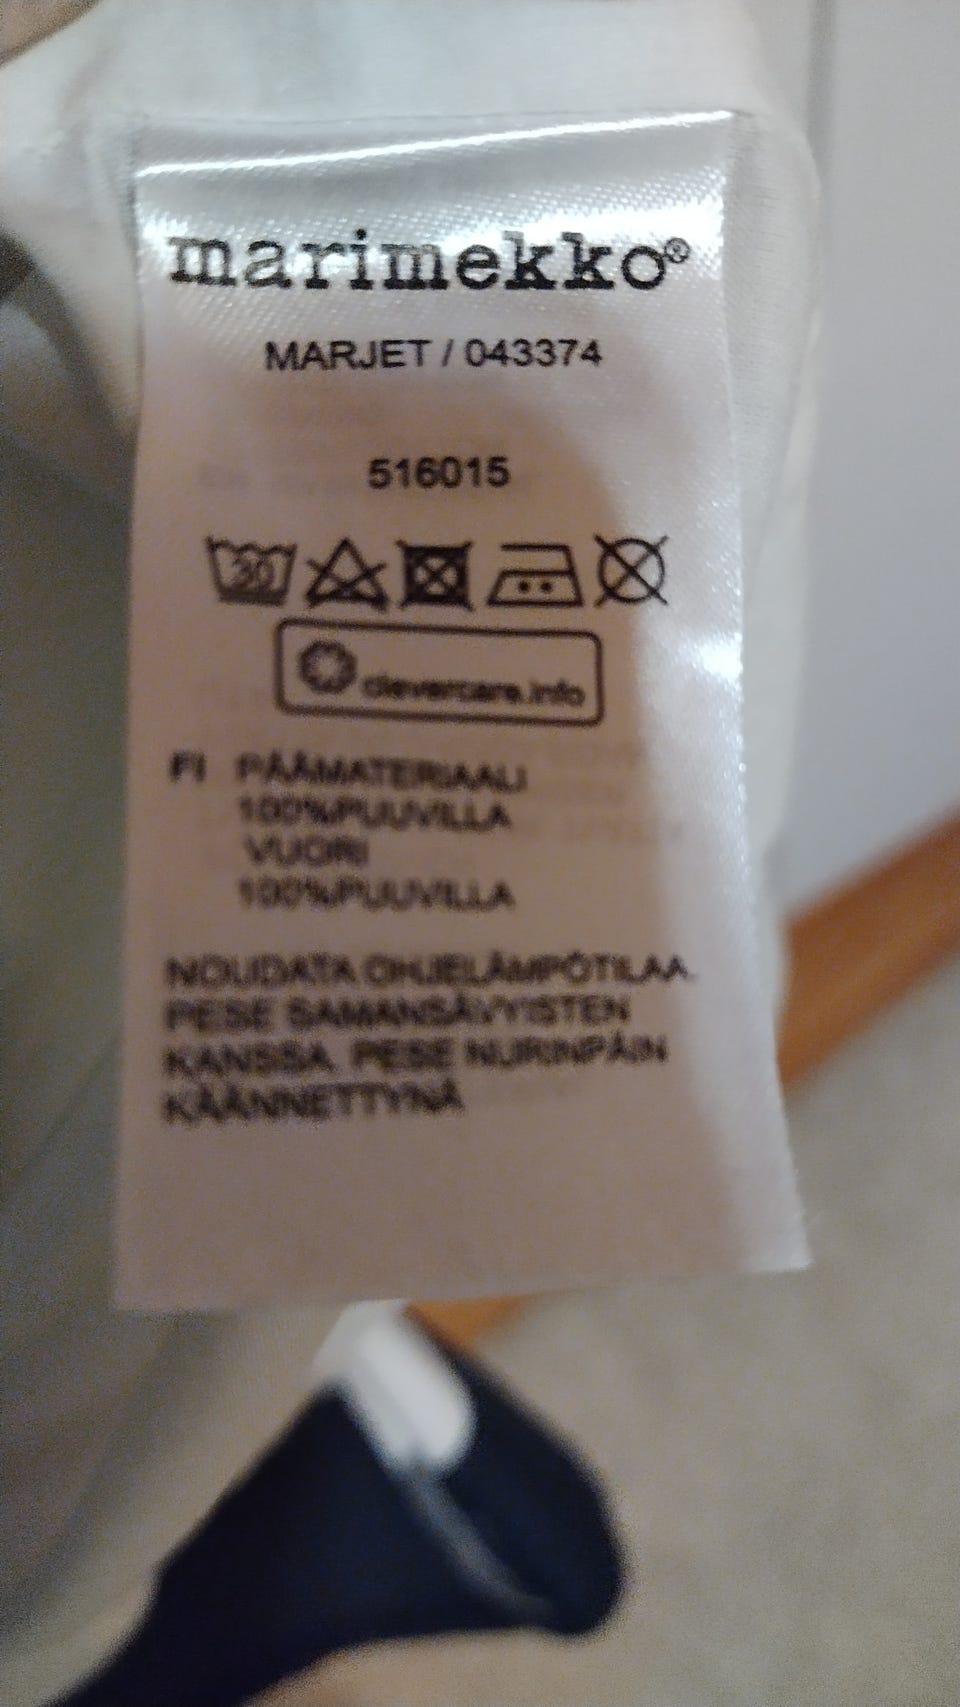 marimekko®
MARJET / 043374
516015
30
clevercare.info
FI PÄÄMATERIAALI
100%PUUVILLA
VUORI
100%PUUVILLA
NOUDATA OHJELÄMPÖTILAA.
PESE SAMANSÄVYISTEN
KANSSA. PESE NURINPÄIN
KÄÄNNETTYNÄ